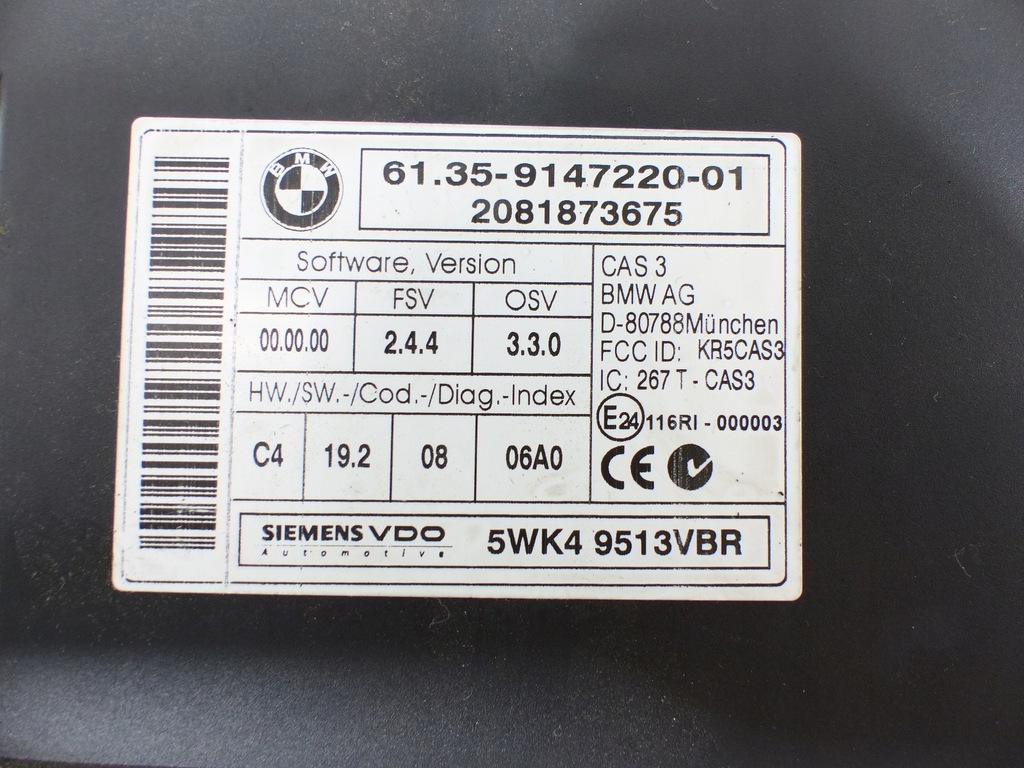 BMW
61.35-9147220-01
2081873675
Software, Version
MCV FSV OSV
00.00.00 2.4.4 3.3.0
HW./SW.-/Cod.-/Diag.-Index
C4 19.2 08 06A0
CAS 3
BMW AG
D-80788München
FCC ID: KR5CAS3
IC: 267 T - CAS3
E24 116RI - 000003
CE
SIEMENS VDO
Automotive
5WK4 9513VBR